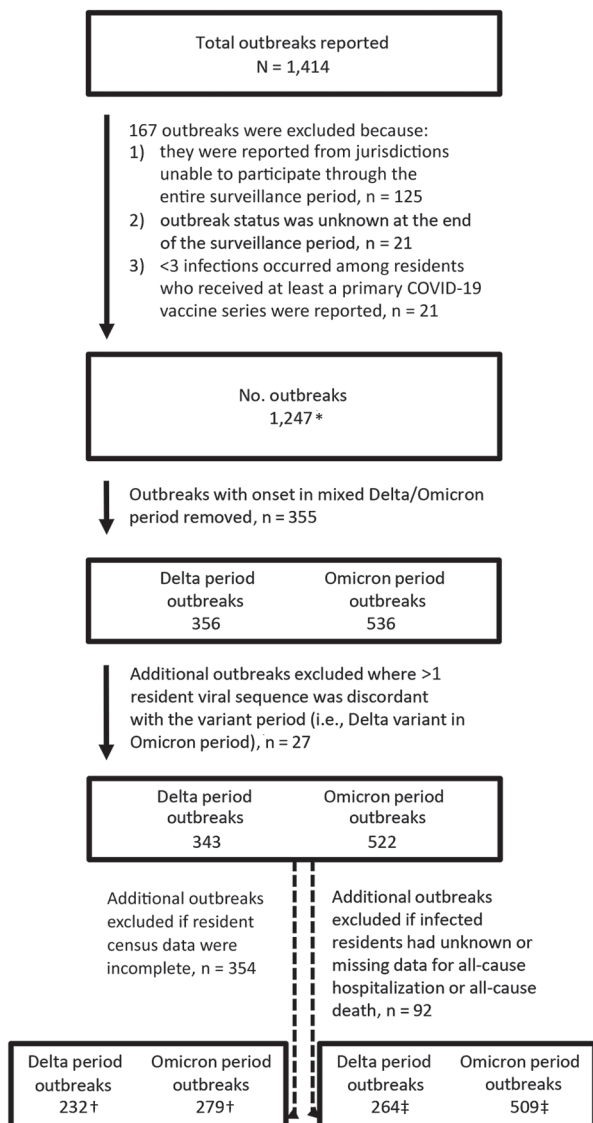 Total outbreaks reported
N = 1,414
167 outbreaks were excluded because:
1) they were reported from jurisdictions
unable to participate through the
entire surveillance period, n = 125
2) outbreak status was unknown at the end
of the surveillance period, n = 21
3) <3 infections occurred among residents
who received at least a primary COVID-19
vaccine series were reported, n = 21
No. outbreaks
1,247*
Outbreaks with onset in mixed Delta/Omicron
period removed, n = 355
Delta period
outbreaks
356
Omicron period
outbreaks
536
Additional outbreaks excluded where >1
resident viral sequence was discordant
with the variant period (i.e., Delta variant in
Omicron period), n = 27
Delta period
outbreaks
343
Omicron period
outbreaks
522
Additional outbreaks
excluded if resident
census data were
incomplete, n = 354
Additional outbreaks
excluded if infected
residents had unknown or
missing data for all-cause
hospitalization or all-cause
death, n = 92
Delta period
outbreaks
232†
Omicron period
outbreaks
279†
Delta period
outbreaks
264‡
Omicron period
outbreaks
509‡